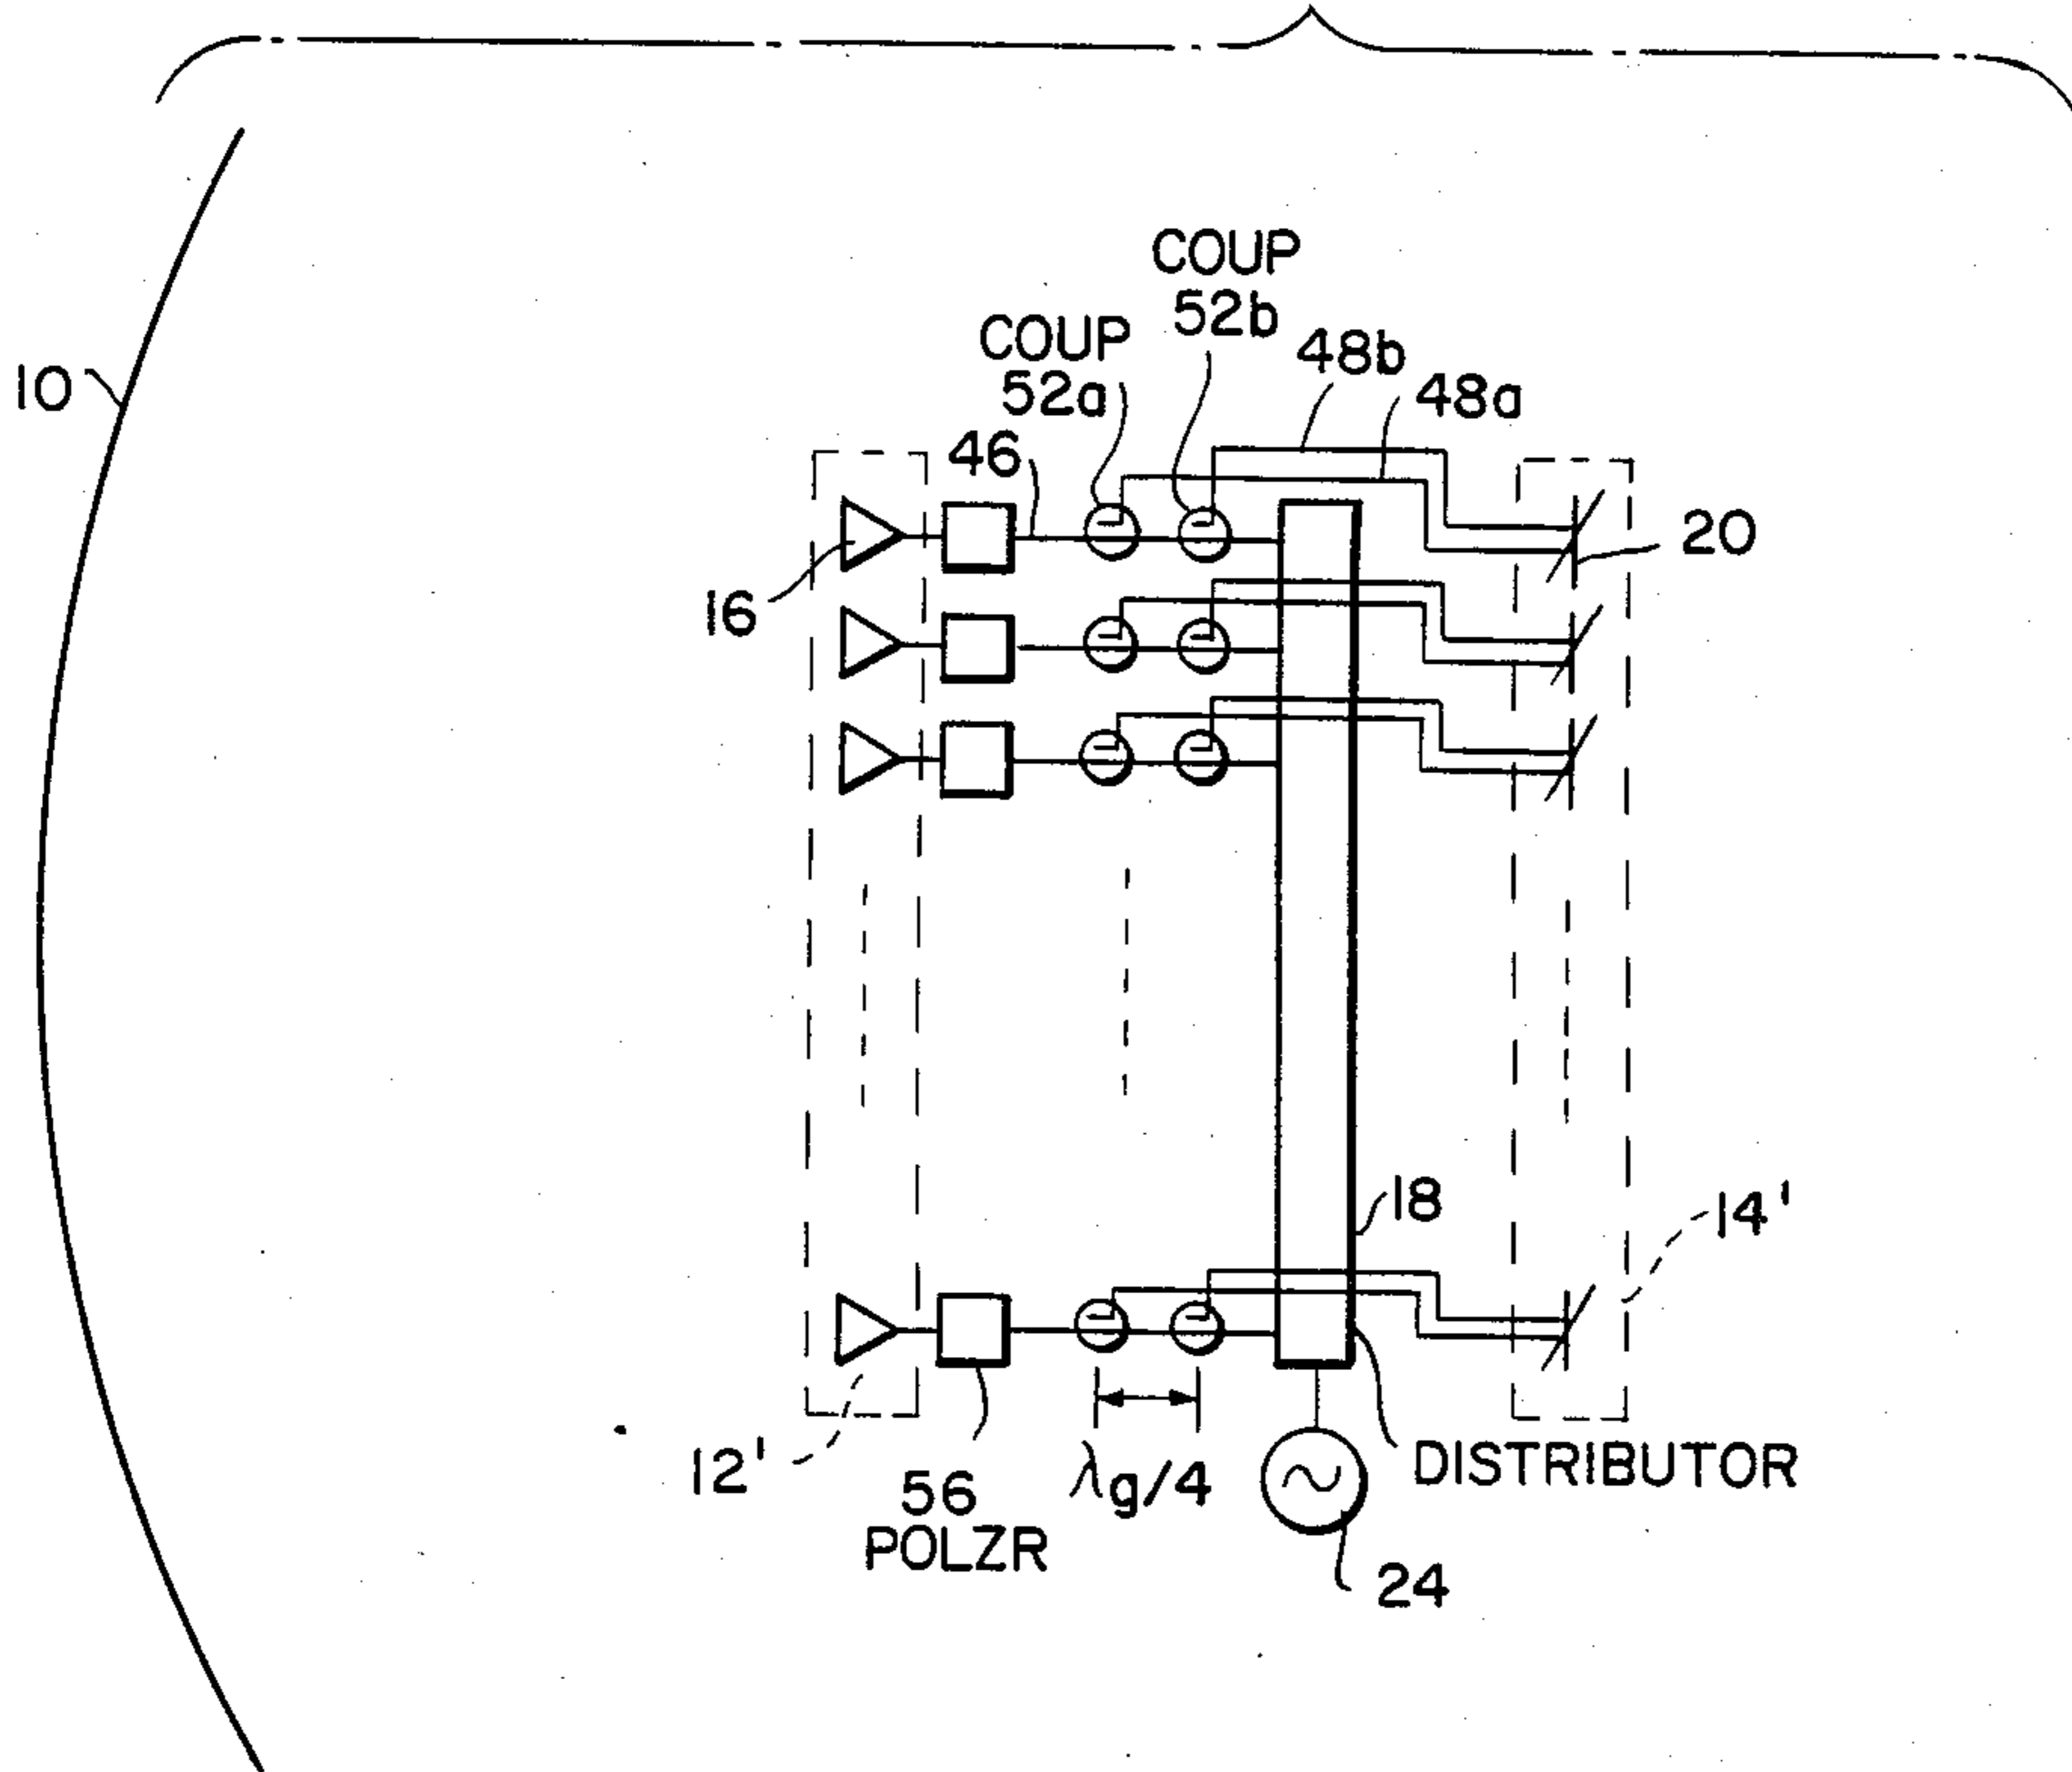 COUP
52b
COUP
52a
48b
48a
10
46
20
16
18
14'
12'
56
POLZR
λg/4
DISTRIBUTOR
24